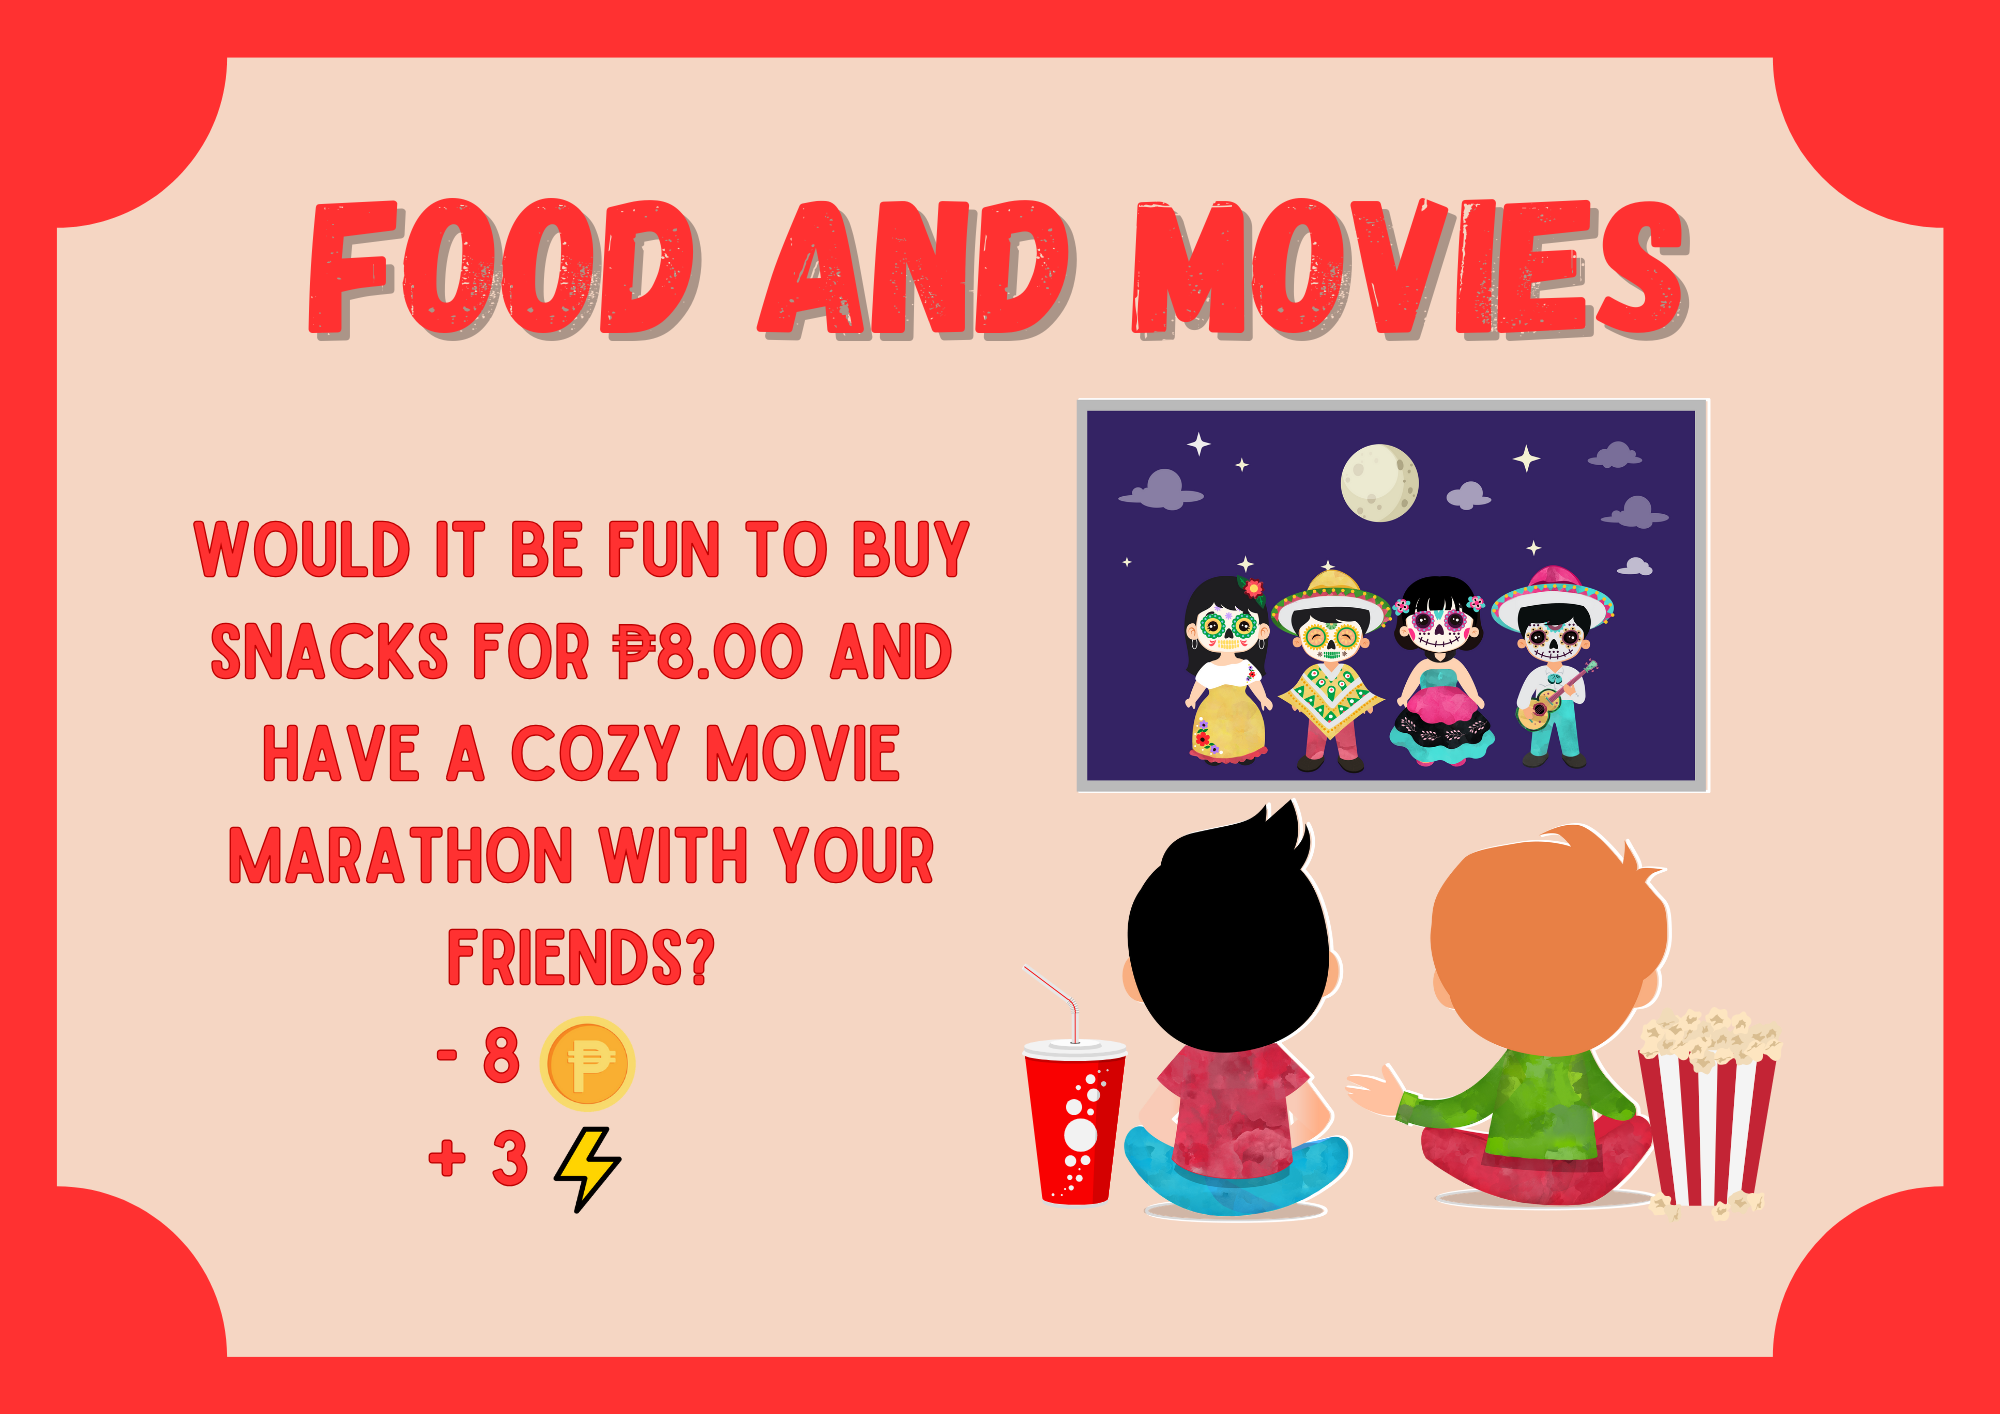 FOOD AND MOVIES
WOULD IT BE FUN TO BUY
SNACKS FOR ₱8.00 AND
HAVE A COZY MOVIE
MARATHON WITH YOUR
FRIENDS?
- 8 ₱
+ 3